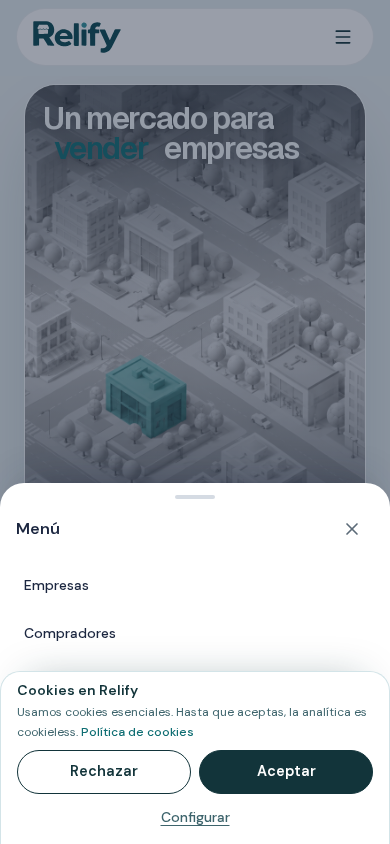 Relify
Un mercado para
vender empresas
Menú
Empresas
Compradores
Cookies en Relify
Usamos cookies esenciales. Hasta que aceptas, la analítica es
cookieless. Política de cookies
Rechazar
Aceptar
Configurar